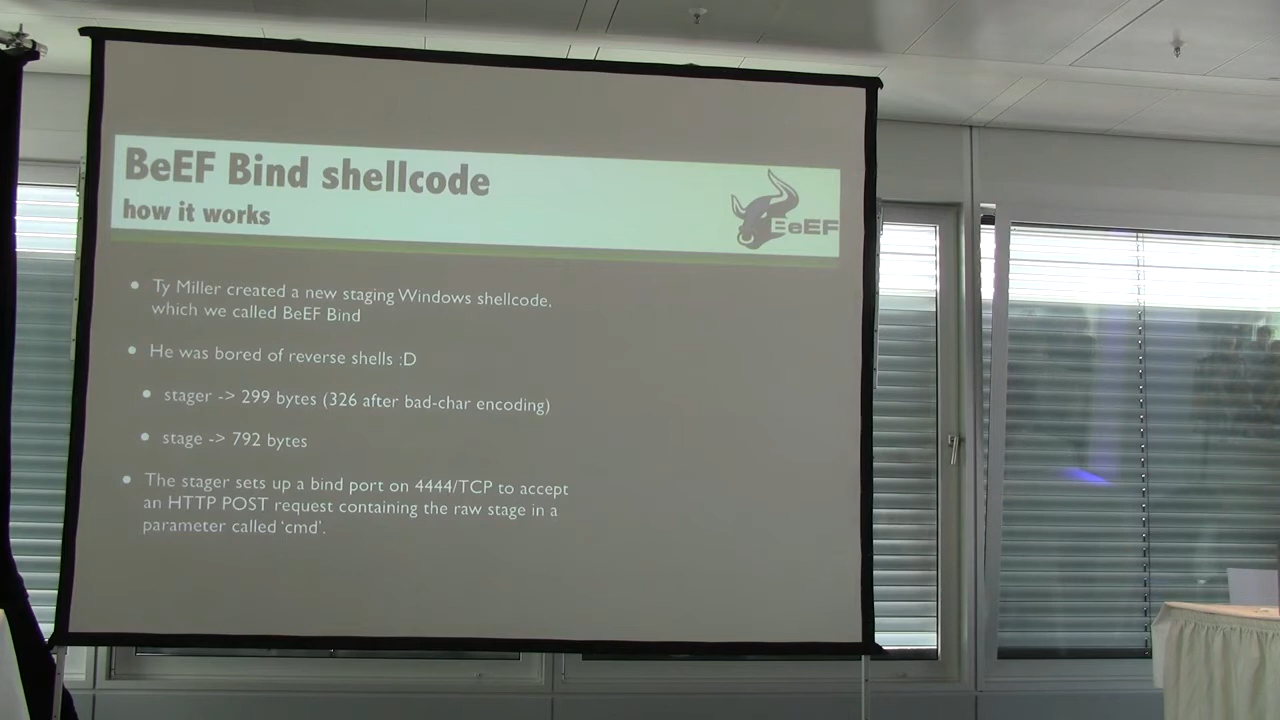 BeEF Bind shellcode
how it works
BeEF
• Ty Miller created a new staging Windows shellcode,
which we called BeEF Bind
• He was bored of reverse shells :D
• stager -> 299 bytes (326 after bad-char encoding)
• stage -> 792 bytes
• The stager sets up a bind port on 4444/TCP to accept
an HTTP POST request containing the raw stage in a
parameter called ‘cmd’.